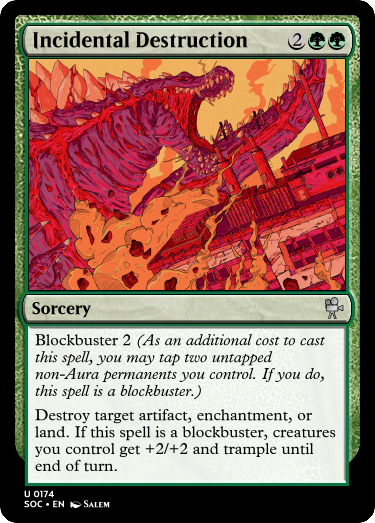 Incidental Destruction 2
Sorcery
Blockbuster 2 (As an additional cost to cast
this spell, you may tap two untapped
non-Aura permanents you control. If you do,
this spell is a blockbuster.)
Destroy target artifact, enchantment, or
land. If this spell is a blockbuster, creatures
you control get +2/+2 and trample until
end of turn.
U 0174
SOC • EN Salem